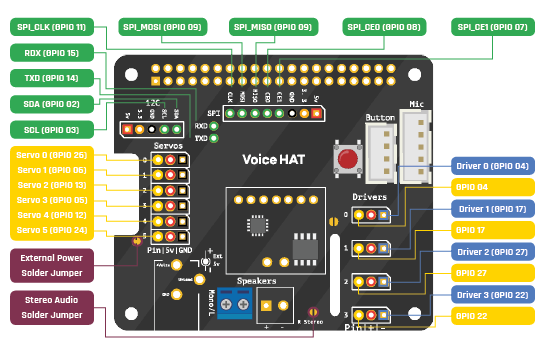 SPI_CLK (GPIO 11)
SPI_MOSI (GPIO 09)
SPI_MISO (GPIO 09)
SPI_CE0 (GPIO 08)
SPI_CE1 (GPIO 07)
RDX (GPIO 15)
TXD (GPIO 14)
SDA (GPIO 02)
SCL (GPIO 03)
I2C
5v
3.3
GND
SCL
SDA
SPI
CLK
MOSI
MISO
CE0
CE1
GND
3.3
5v
RXD
TXD
Button
Mic
Servos
Voice HAT
Servo 0 (GPIO 26)
Servo 1 (GPIO 06)
Servo 2 (GPIO 13)
Servo 3 (GPIO 05)
Servo 4 (GPIO 12)
Servo 5 (GPIO 24)
0
1
2
3
4
5
Pin|5v|GND
Drivers
0
1
2
3
Pin|+|-
Driver 0 (GPIO 04)
GPIO 04
Driver 1 (GPIO 17)
GPIO 17
Driver 2 (GPIO 27)
GPIO 27
Driver 3 (GPIO 22)
GPIO 22
External Power
Solder Jumper
Stereo Audio
Solder Jumper
Ext
5v
Speakers
Mono/L
+ -
R Stereo